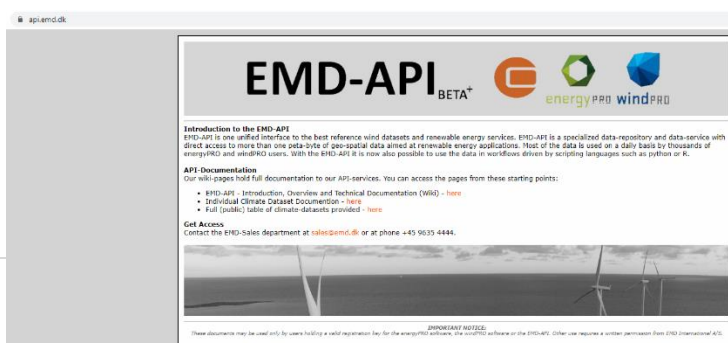 api.emd.dk
EMD-API BETA+
energyPRO windPRO
Introduction to the EMD-API
EMD-API is one unified interface to the best reference wind datasets and renewable energy services. EMD-API is a specialized data-repository and data-service with
direct access to more than one peta-byte of geo-spatial data aimed at renewable energy applications. Most of the data is used on a daily basis by thousands of
energyPRO and windPRO users. With the EMD-API it is now also possible to use the data in workflows driven by scripting languages such as python or R.
API-Documentation
Our wiki-pages hold full documentation to our API-services. You can access the pages from these starting points:
• EMD-API - Introduction, Overview and Technical Documentation (Wiki) - here
• Individual Climate Dataset Documention - here
• Full (public) table of climate-datasets provided - here
Get Access
Contact the EMD-Sales department at sales@emd.dk or at phone +45 9635 4444.
IMPORTANT NOTICE:
These documents may be used only by users holding a valid registration key for the energyPRO software, the windPRO software or the EMD-API. Other use requires a written permission from EMD International A/S.